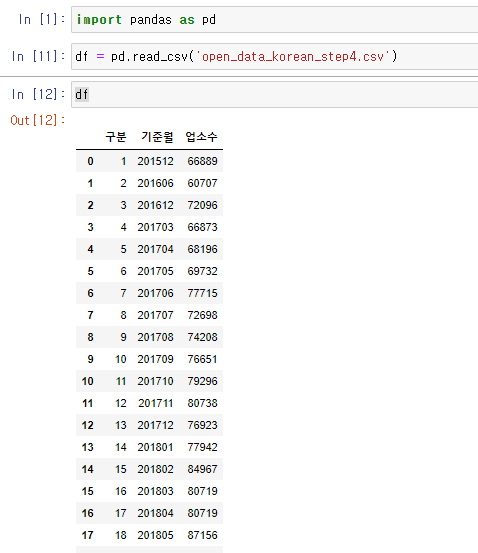 In [1]: import pandas as pd
In [11]: df = pd.read_csv('open_data_korean_step4.csv')
In [12]: df
Out[12]:
구분 기준월 업소수
0 1 201512 66889
1 2 201606 60707
2 3 201612 72096
3 4 201703 66873
4 5 201704 68196
5 6 201705 69732
6 7 201706 77715
7 8 201707 72698
8 9 201708 74208
9 10 201709 76651
10 11 201710 79296
11 12 201711 80738
12 13 201712 76923
13 14 201801 77942
14 15 201802 84967
15 16 201803 80719
16 17 201804 80719
17 18 201805 87156